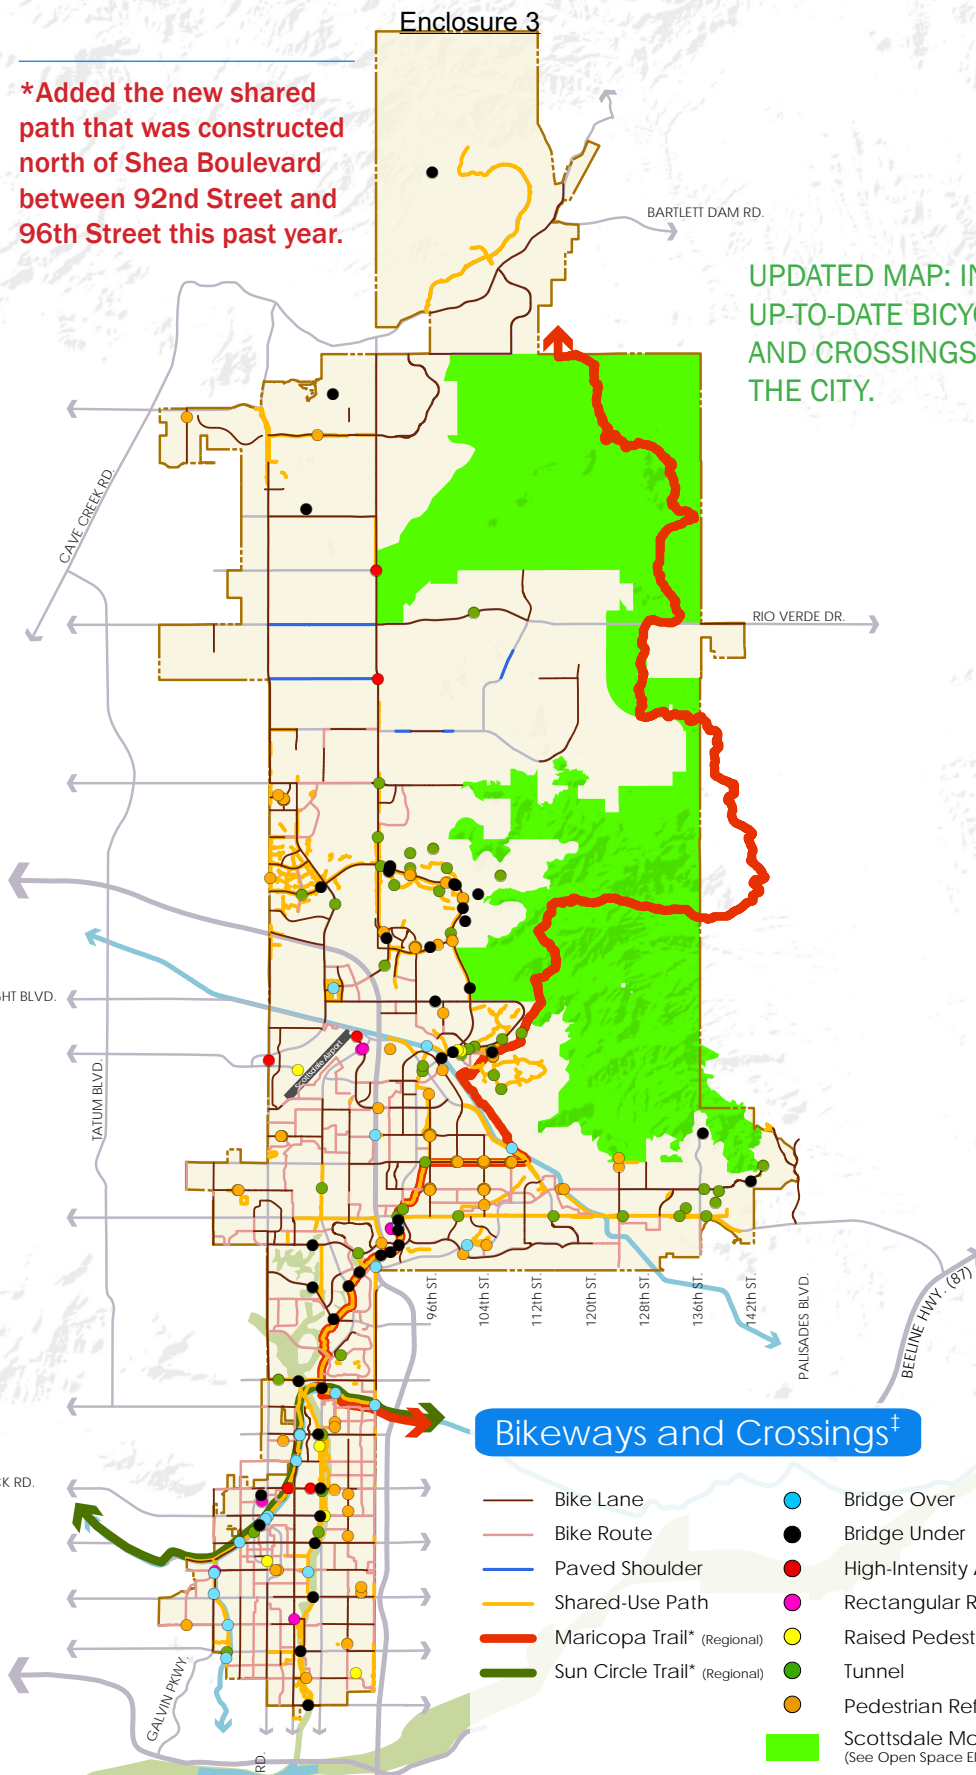 Enclosure 3
*Added the new shared
path that was constructed
north of Shea Boulevard
between 92nd Street and
96th Street this past year.
BARTLETT DAM RD.
UPDATED MAP:
UP-TO-DATE
AND CROSSINGS
THE CITY.
CAVE CREEK RD.
RIO VERDE DR.
BLVD.
Scottsdale Airport
TATUM BLVD.
96th ST.
104th ST.
112th ST.
120th ST.
128th ST.
136th ST.
142th ST.
PALISADES BLVD.
BEELINE HWY. (87)
Bikeways and Crossings‡
RD.
Bike Lane
Bike Route
Paved Shoulder
Shared-Use Path
Maricopa Trail* (Regional)
Sun Circle Trail* (Regional)
Bridge Over
Bridge Under
High-Intensity
Rectangular
Raised
Tunnel
Pedestrian
Scottsdale
(See Open Space
GALVIN PKWY.
RD.